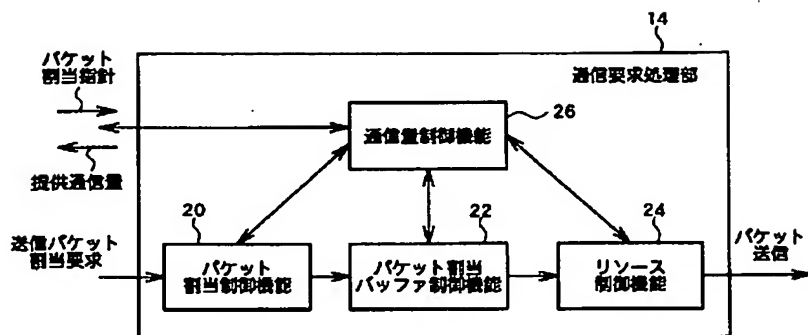 14
パケット
割当指針
通信要求処理部
26
通信量制御機能
提供通信量
20
22
24
送信パケット
割当要求
パケット
割当制御機能
パケット割当
バッファ制御機能
リソース
制御機能
パケット
送信